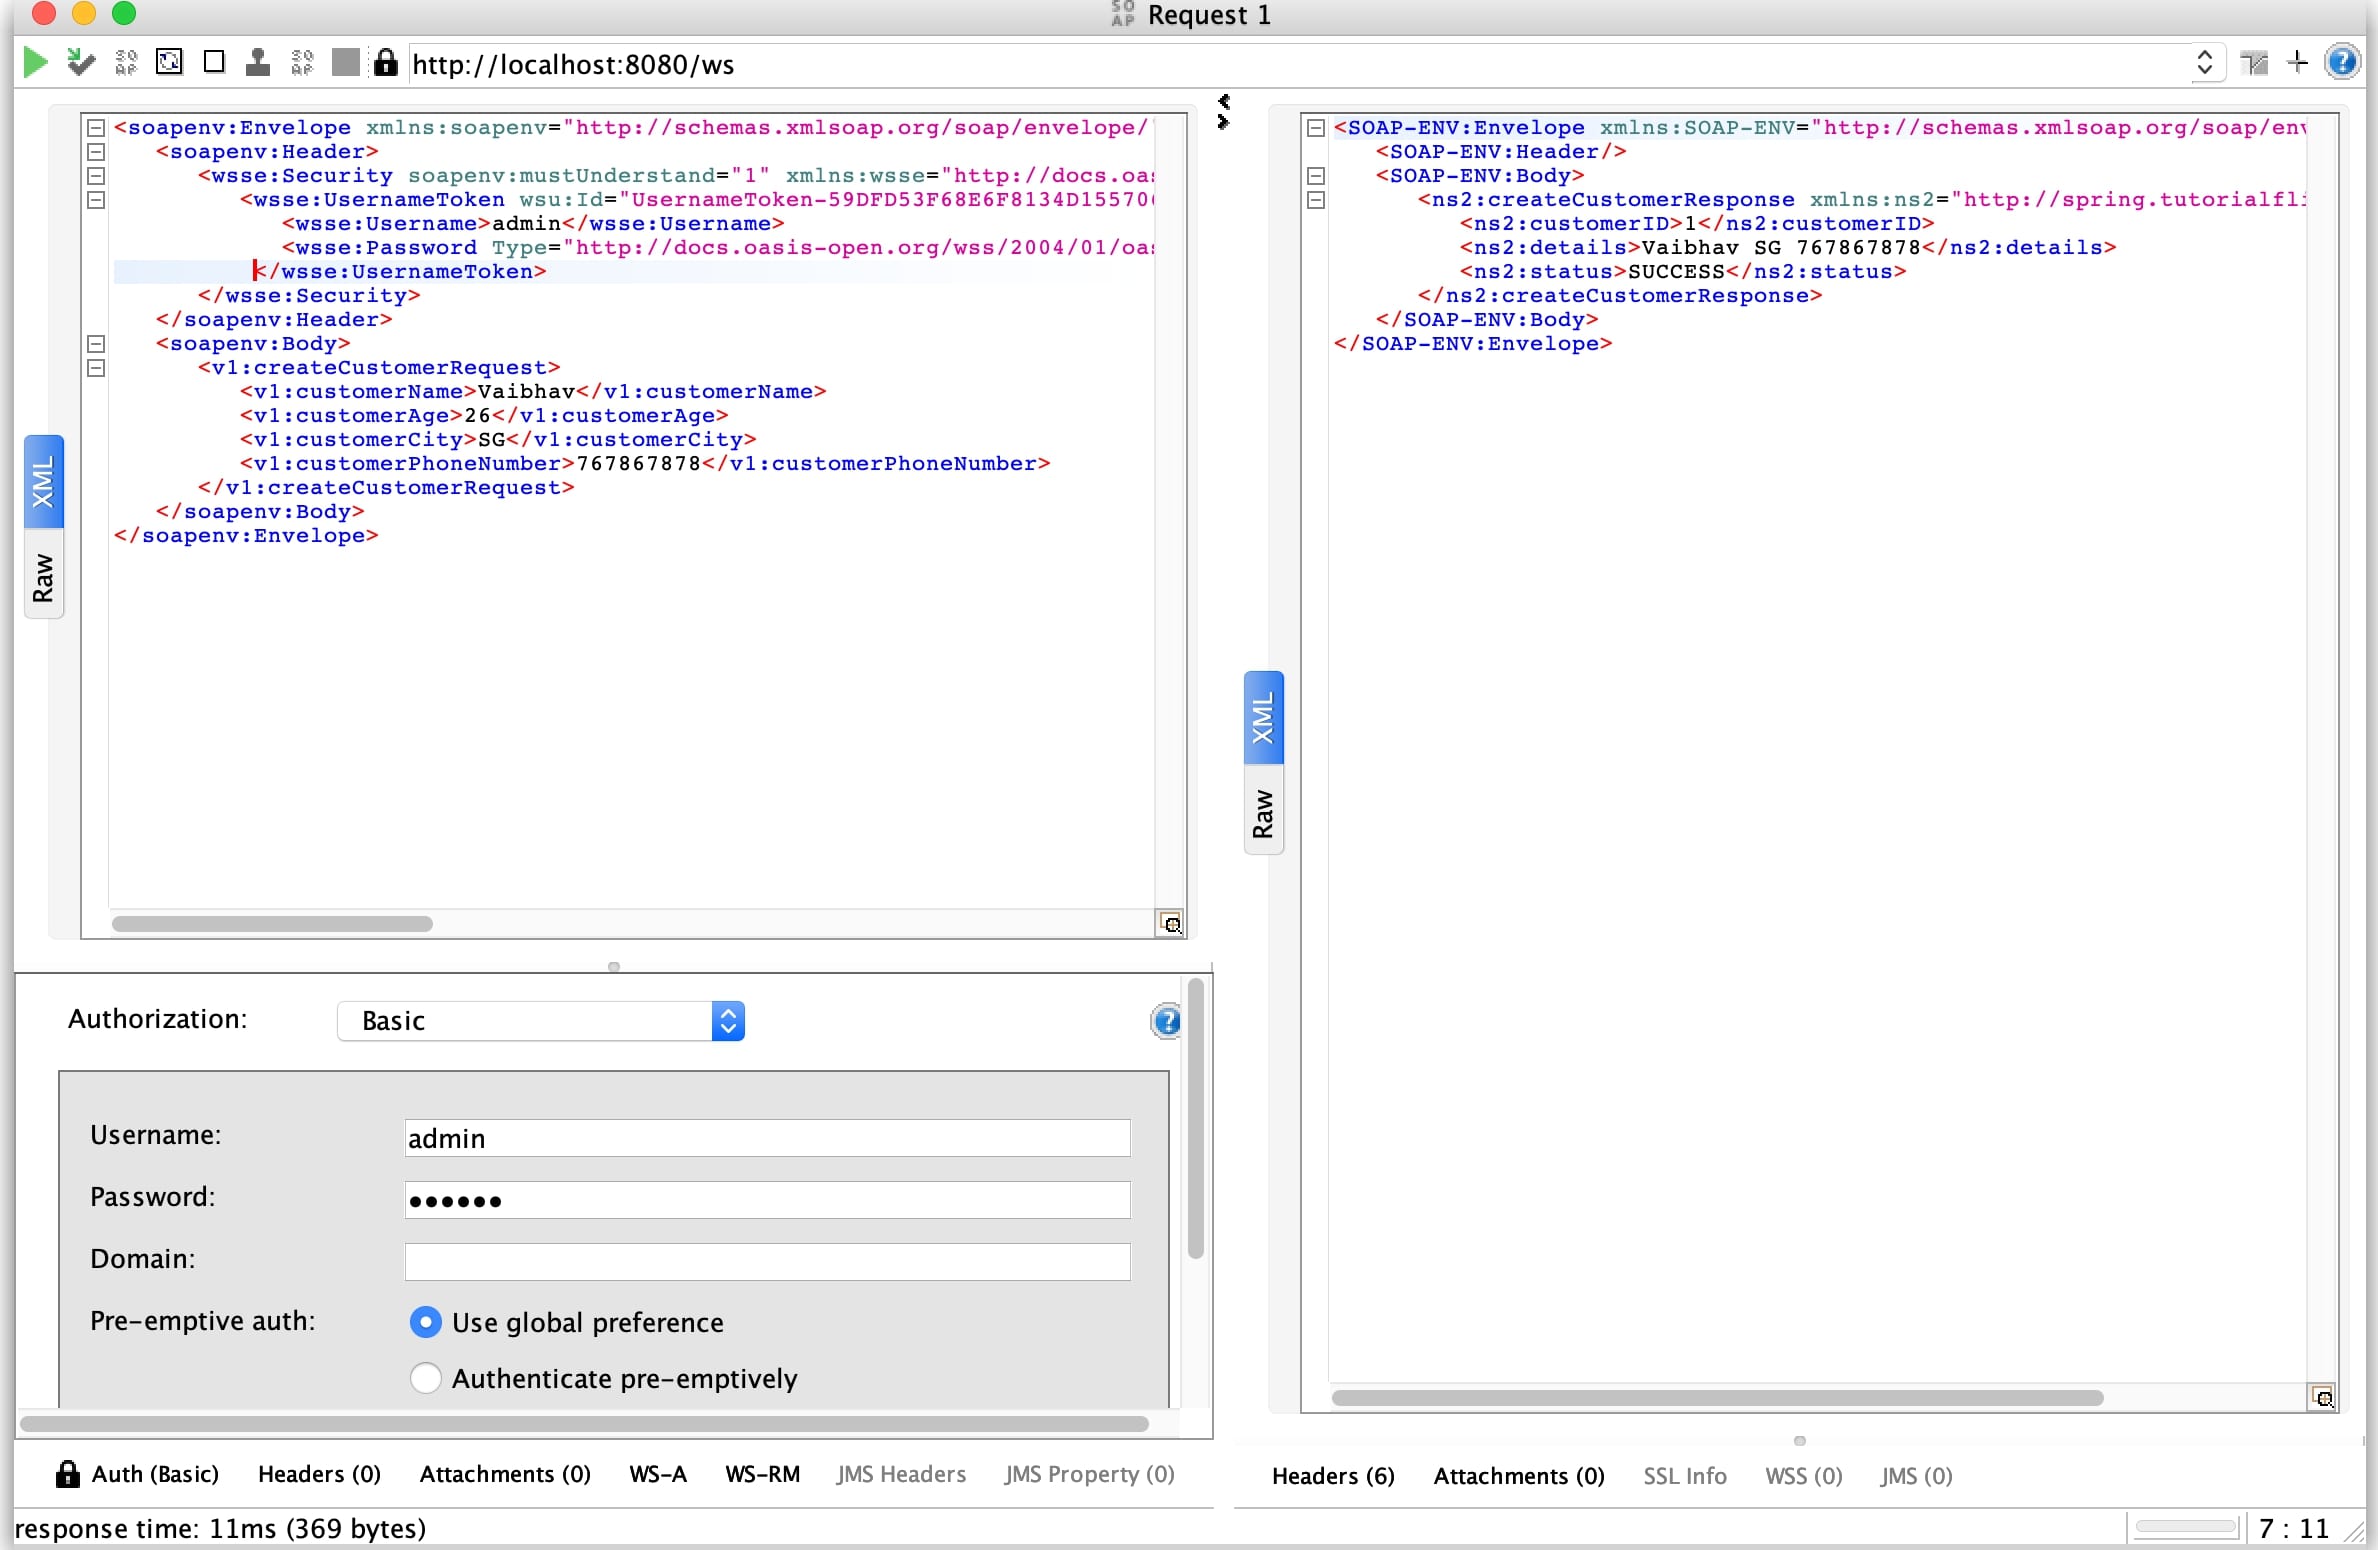 SO AP Request 1
http://localhost:8080/ws
<soapenv:Envelope xmlns:soapenv="http://schemas.xmlsoap.org/soap/envelope/
<soapenv:Header>
<wsse:Security soapenv:mustUnderstand="1" xmlns:wsse="http://docs.oas
<wsse:UsernameToken wsu:Id="UsernameToken-59DFD53F68E6F8134D15570
<wsse:Username>admin</wsse:Username>
<wsse:Password Type="http://docs.oasis-open.org/wss/2004/01/oas
</wsse:UsernameToken>
</wsse:Security>
</soapenv:Header>
<soapenv:Body>
<v1:createCustomerRequest>
<v1:customerName>Vaibhav</v1:customerName>
<v1:customerAge>26</v1:customerAge>
<v1:customerCity>SG</v1:customerCity>
<v1:customerPhoneNumber>767867878</v1:customerPhoneNumber>
</v1:createCustomerRequest>
</soapenv:Body>
</soapenv:Envelope>
XML
Raw
<SOAP-ENV:Envelope xmlns:SOAP-ENV="http://schemas.xmlsoap.org/soap/env
<SOAP-ENV:Header/>
<SOAP-ENV:Body>
<ns2:createCustomerResponse xmlns:ns2="http://spring.tutorialfli
<ns2:customerID>1</ns2:customerID>
<ns2:details>Vaibhav SG 767867878</ns2:details>
<ns2:status>SUCCESS</ns2:status>
</ns2:createCustomerResponse>
</SOAP-ENV:Body>
</SOAP-ENV:Envelope>
XML
Raw
Authorization: Basic
Username: admin
Password: ••••••
Domain:
Pre-emptive auth: Use global preference
Authenticate pre-emptively
Auth (Basic) Headers (0) Attachments (0) WS-A WS-RM JMS Headers JMS Property (0)
Headers (6) Attachments (0) SSL Info WSS (0) JMS (0)
response time: 11ms (369 bytes)
7 : 11